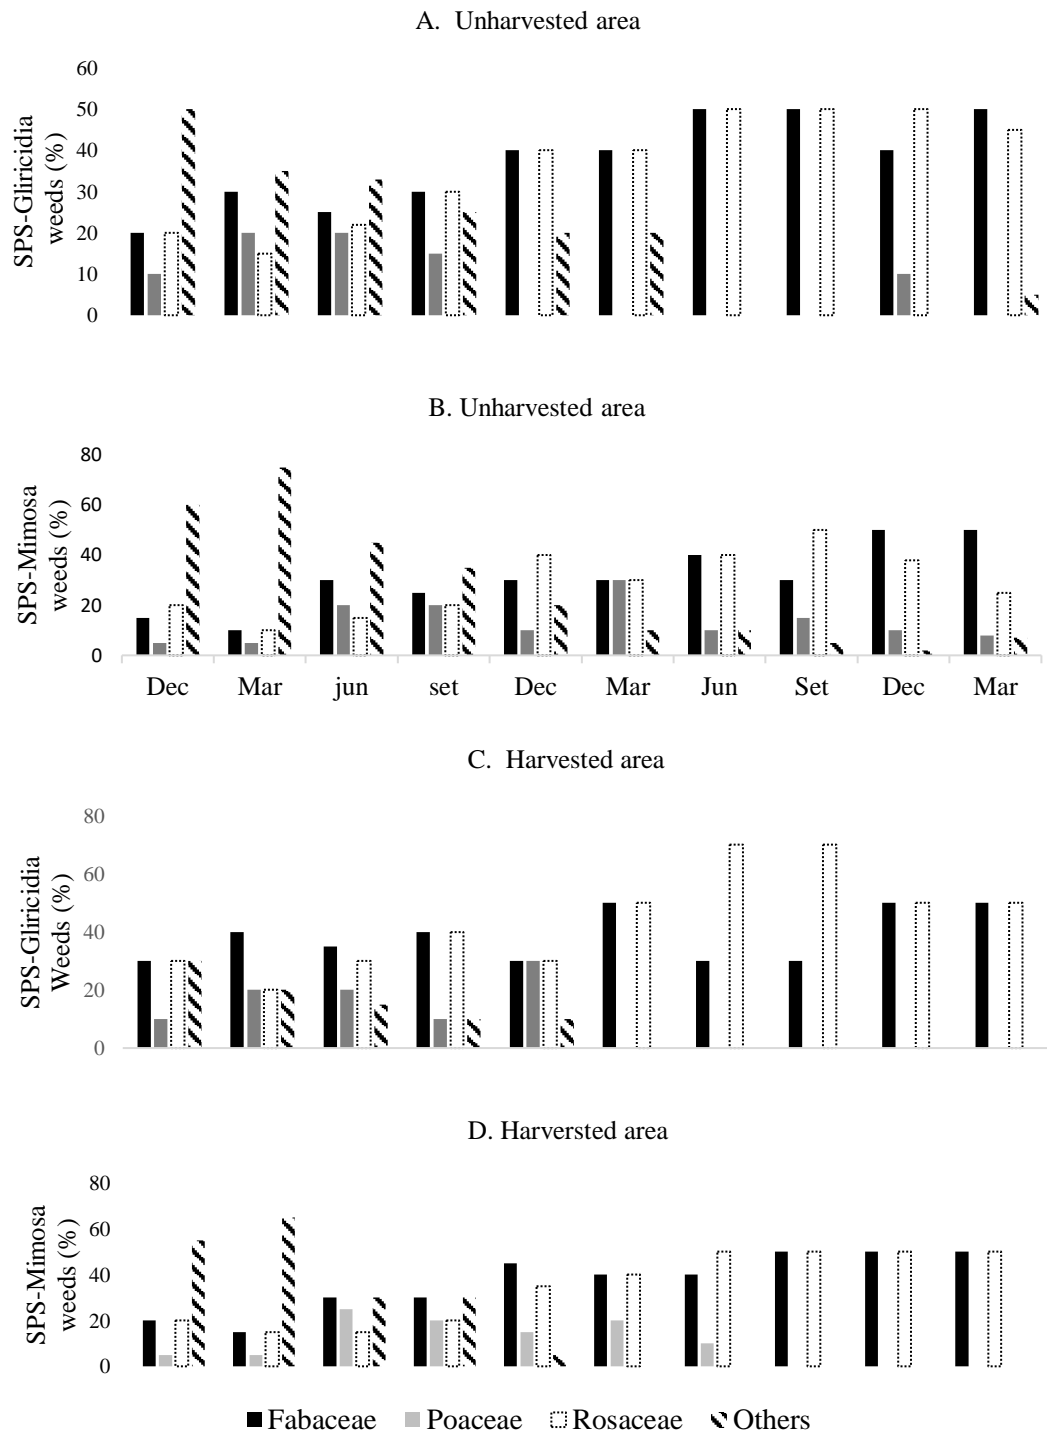 A. Unharvested area
SPS-Gliricidia
weeds (%)
60
50
40
30
20
10
0
B. Unharvested area
SPS-Mimosa
weeds (%)
80
60
40
20
0
Dec Mar jun set Dec Mar Jun Set Dec Mar
C. Harvested area
SPS-Gliricidia
Weeds (%)
80
60
40
20
0
D. Harversted area
SPS-Mimosa
weeds (%)
80
60
40
20
0
Fabaceae Poaceae Rosaceae Others